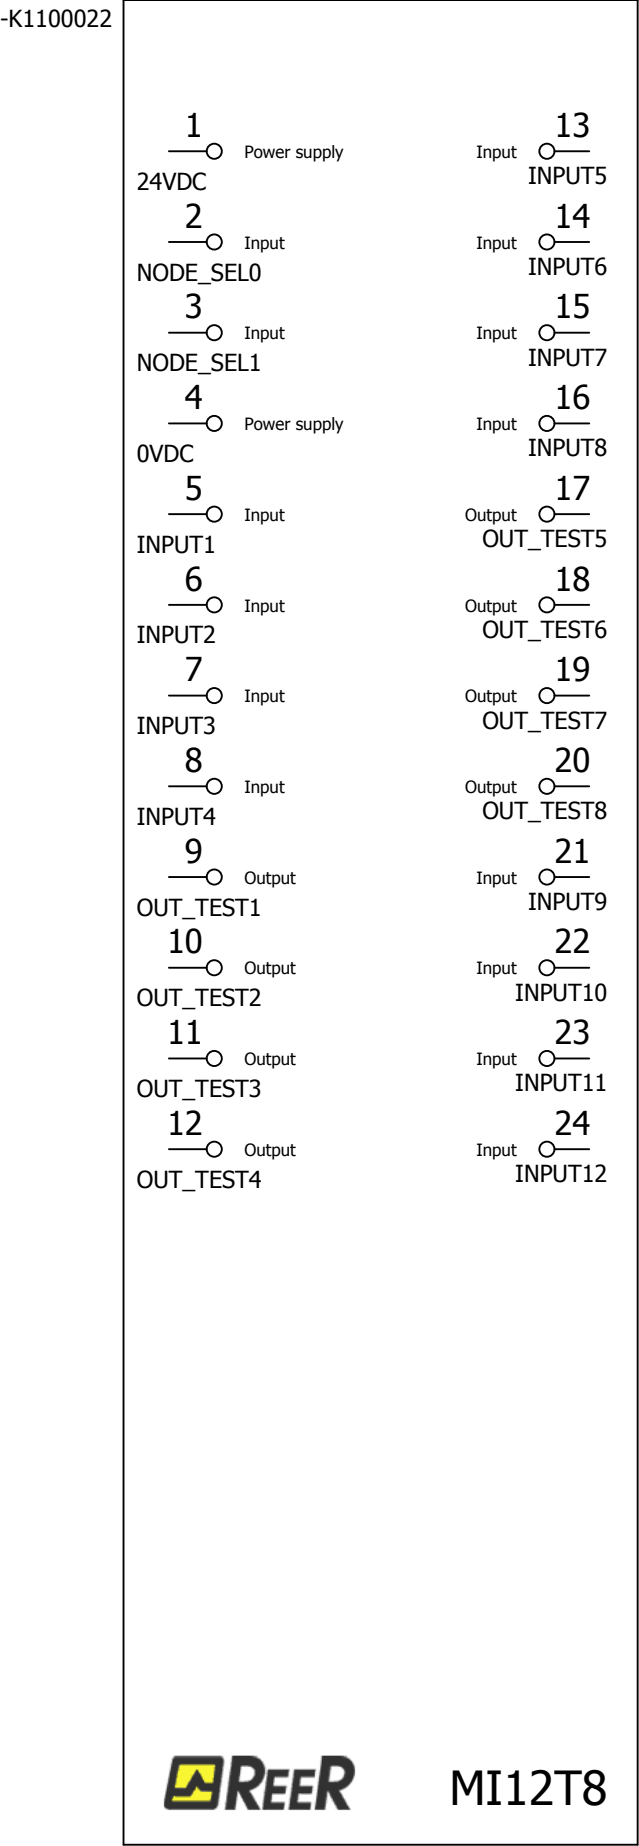 -K1100022
1 13
Power supply Input
24VDC INPUT5
2 14
Input Input
NODE_SEL0 INPUT6
3 15
Input Input
NODE_SEL1 INPUT7
4 16
Power supply Input
0VDC INPUT8
5 17
Input Output
INPUT1 OUT_TEST5
6 18
Input Output
INPUT2 OUT_TEST6
7 19
Input Output
INPUT3 OUT_TEST7
8 20
Input Output
INPUT4 OUT_TEST8
9 21
Output Input
OUT_TEST1 INPUT9
10 22
Output Input
OUT_TEST2 INPUT10
11 23
Output Input
OUT_TEST3 INPUT11
12 24
Output Input
OUT_TEST4 INPUT12
REER MI12T8